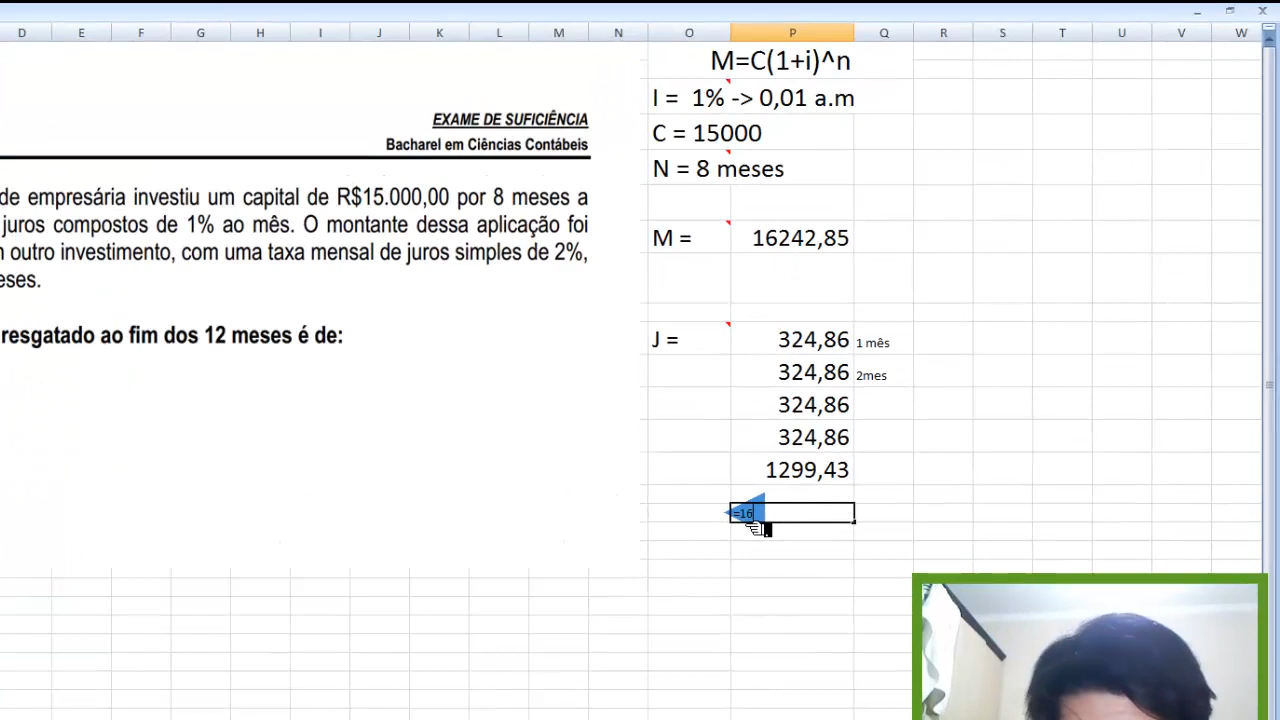 D E F G H I J K L M N O P Q R S T U V W
M=C(1+i)^n
I = 1% -> 0,01 a.m
C = 15000
N = 8 meses
M = 16242,85
J = 324,86 1 mês
324,86 2mes
324,86
324,86
1299,43
=16
EXAME DE SUFICIÊNCIA
Bacharel em Ciências Contábeis
de empresária investiu um capital de R$15.000,00 por 8 meses a
juros compostos de 1% ao mês. O montante dessa aplicação foi
outro investimento, com uma taxa mensal de juros simples de 2%,
eses.
resgatado ao fim dos 12 meses é de: